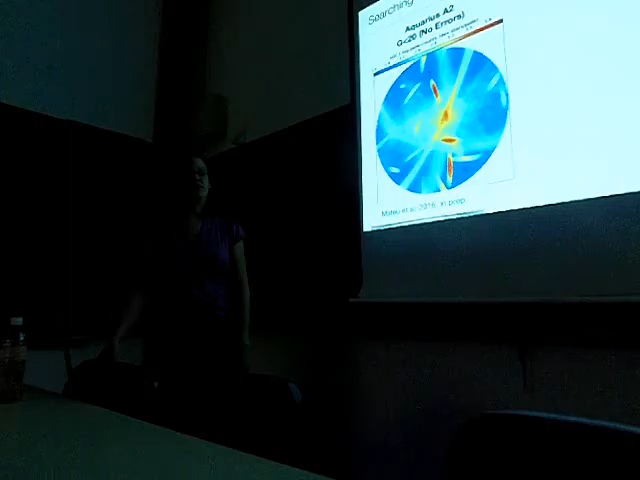 Searching
Aquarius A2
G<20 (No Errors)
Mateu et al. 2016, in prep.